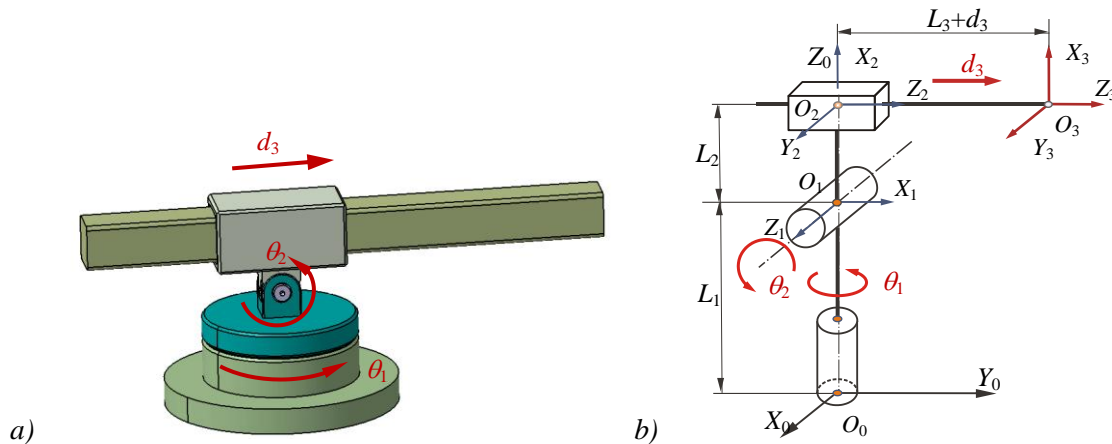 d₃
θ₂
θ₁
a)
L₃+d₃
Z₀ X₂
X₃
d₃
Z₂
Z₃
O₂
O₃
Y₂
Y₃
L₂
O₁
X₁
Z₁
θ₂
θ₁
L₁
Y₀
X₀
O₀
b)